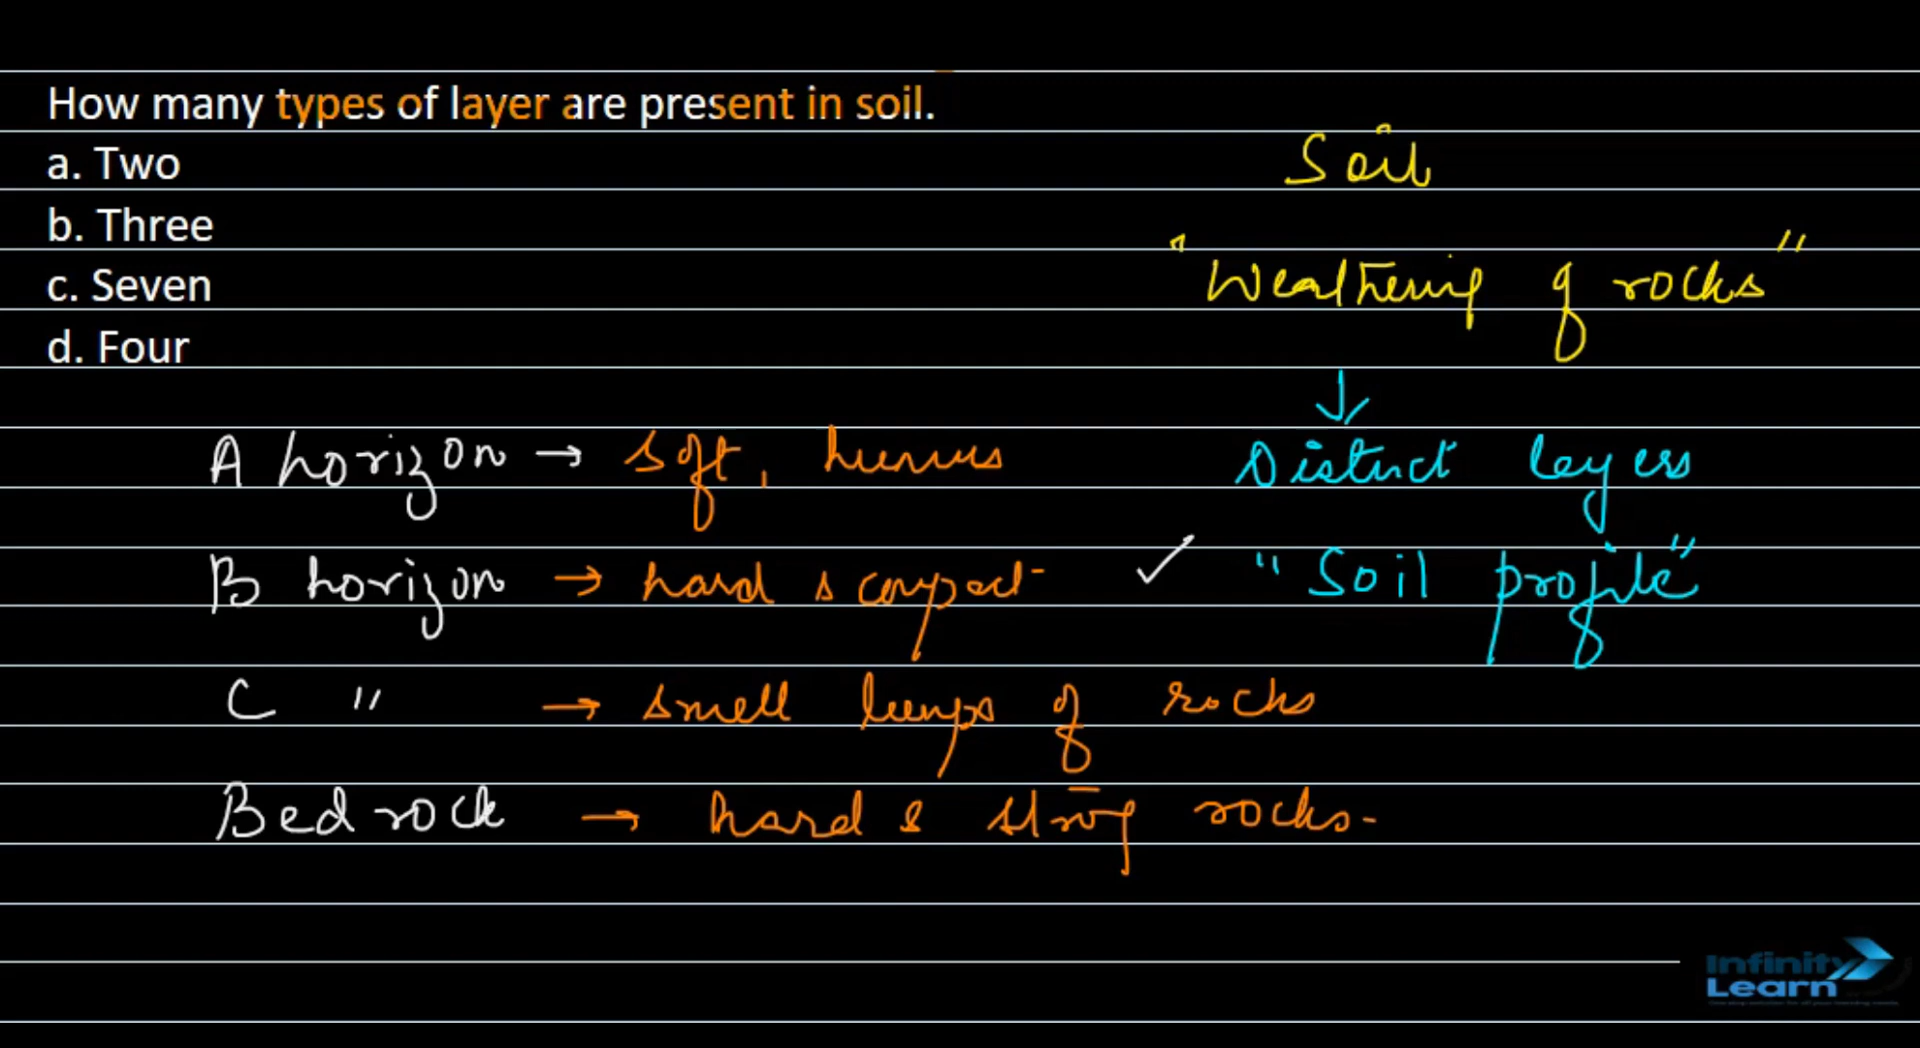 How many types of layer are present in soil.
a. Two
b. Three
c. Seven
d. Four
Soil
"Weathering of rocks"
Distinct layers
"Soil profile"
A horizon → soft, humus
B horizon → hard & compact
C " → small lumps of rocks
Bedrock → hard & strong rocks.
Infinity
Learn